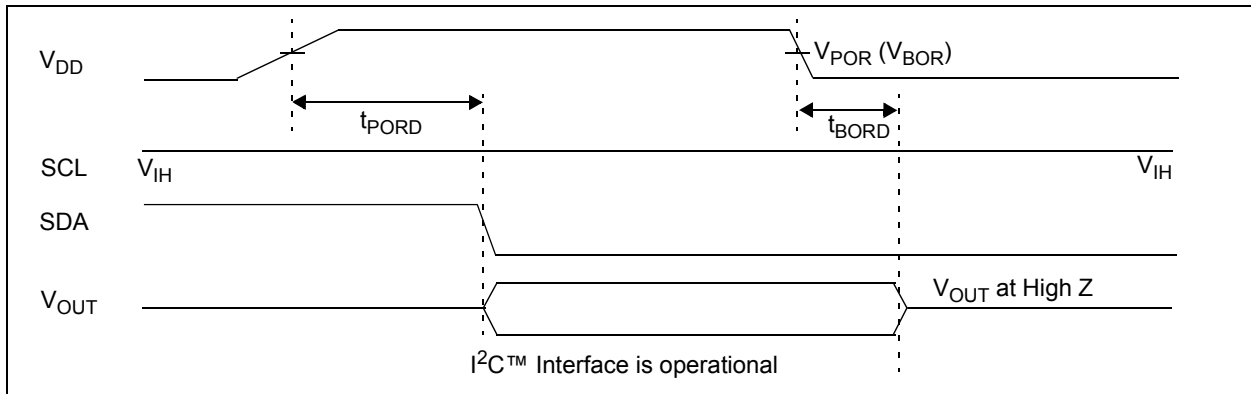 VDD
VPOR (VBOR)
tPORD
tBORD
SCL
VIH
VIH
SDA
VOUT
VOUT at High Z
I²C™ Interface is operational